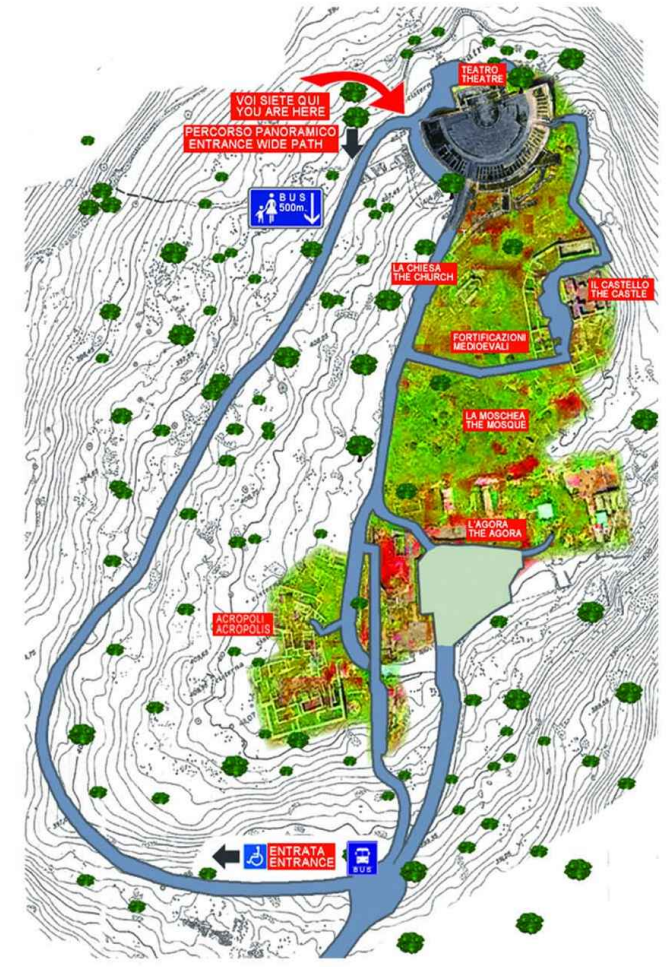 TEATRO
THEATRE
VOI SIETE QUI
YOU ARE HERE
PERCORSO PANORAMICO
ENTRANCE WIDE PATH
BUS
500m.
LA CHIESA
THE CHURCH
IL CASTELLO
THE CASTLE
FORTIFICAZIONI
MEDIOEVALI
LA MOSCHEA
THE MOSQUE
L'AGORA
THE AGORA
ACROPOLI
ACROPOLIS
cisterna
ENTRATA
ENTRANCE
BUS